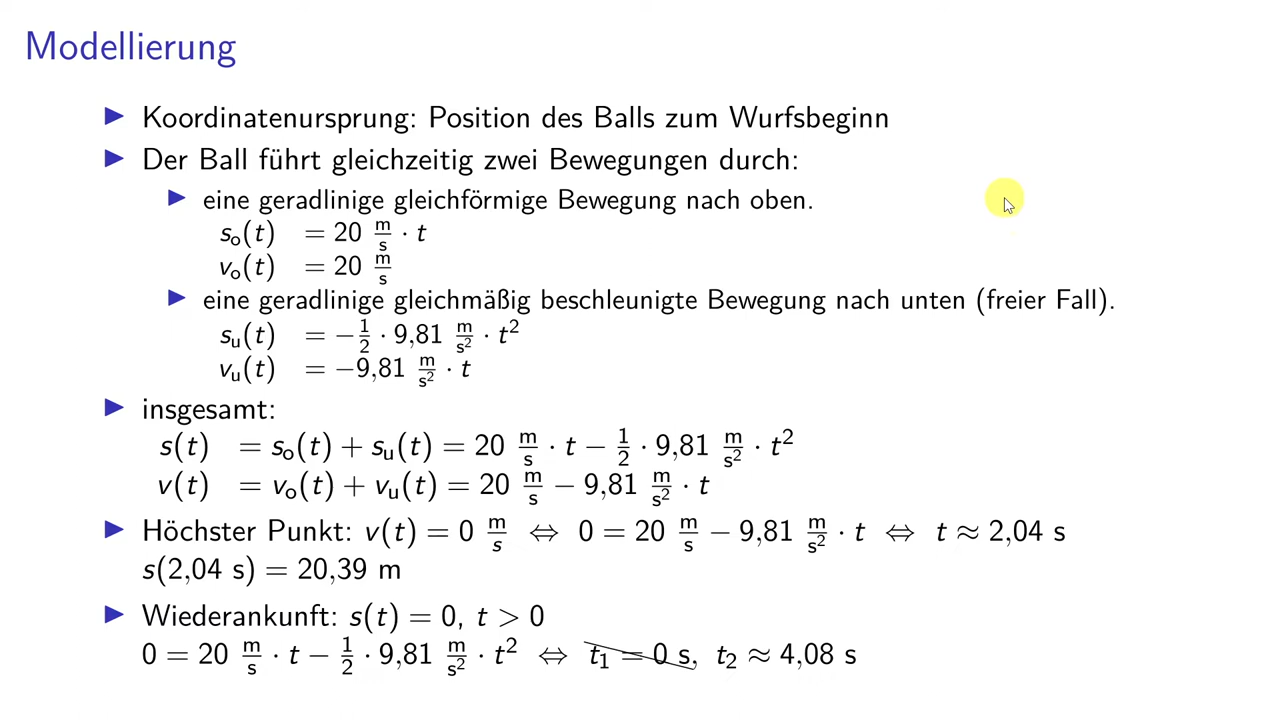 Modellierung
▶ Koordinatenursprung: Position des Balls zum Wurfsbeginn
▶ Der Ball führt gleichzeitig zwei Bewegungen durch:
▶ eine geradlinige gleichförmige Bewegung nach oben.
s₀(t) = 20 m/s · t
v₀(t) = 20 m/s
▶ eine geradlinige gleichmäßig beschleunigte Bewegung nach unten (freier Fall).
sᵤ(t) = −1/2 · 9,81 m/s² · t²
vᵤ(t) = −9,81 m/s² · t
▶ insgesamt:
s(t) = sₒ(t) + sᵤ(t) = 20 m/s · t − 1/2 · 9,81 m/s² · t²
v(t) = vₒ(t) + vᵤ(t) = 20 m/s − 9,81 m/s² · t
▶ Höchster Punkt: v(t) = 0 m/s ⇔ 0 = 20 m/s − 9,81 m/s² · t ⇔ t ≈ 2,04 s
s(2,04 s) = 20,39 m
▶ Wiederankunft: s(t) = 0, t > 0
0 = 20 m/s · t − 1/2 · 9,81 m/s² · t² ⇔ t₁ = 0 s, t₂ ≈ 4,08 s